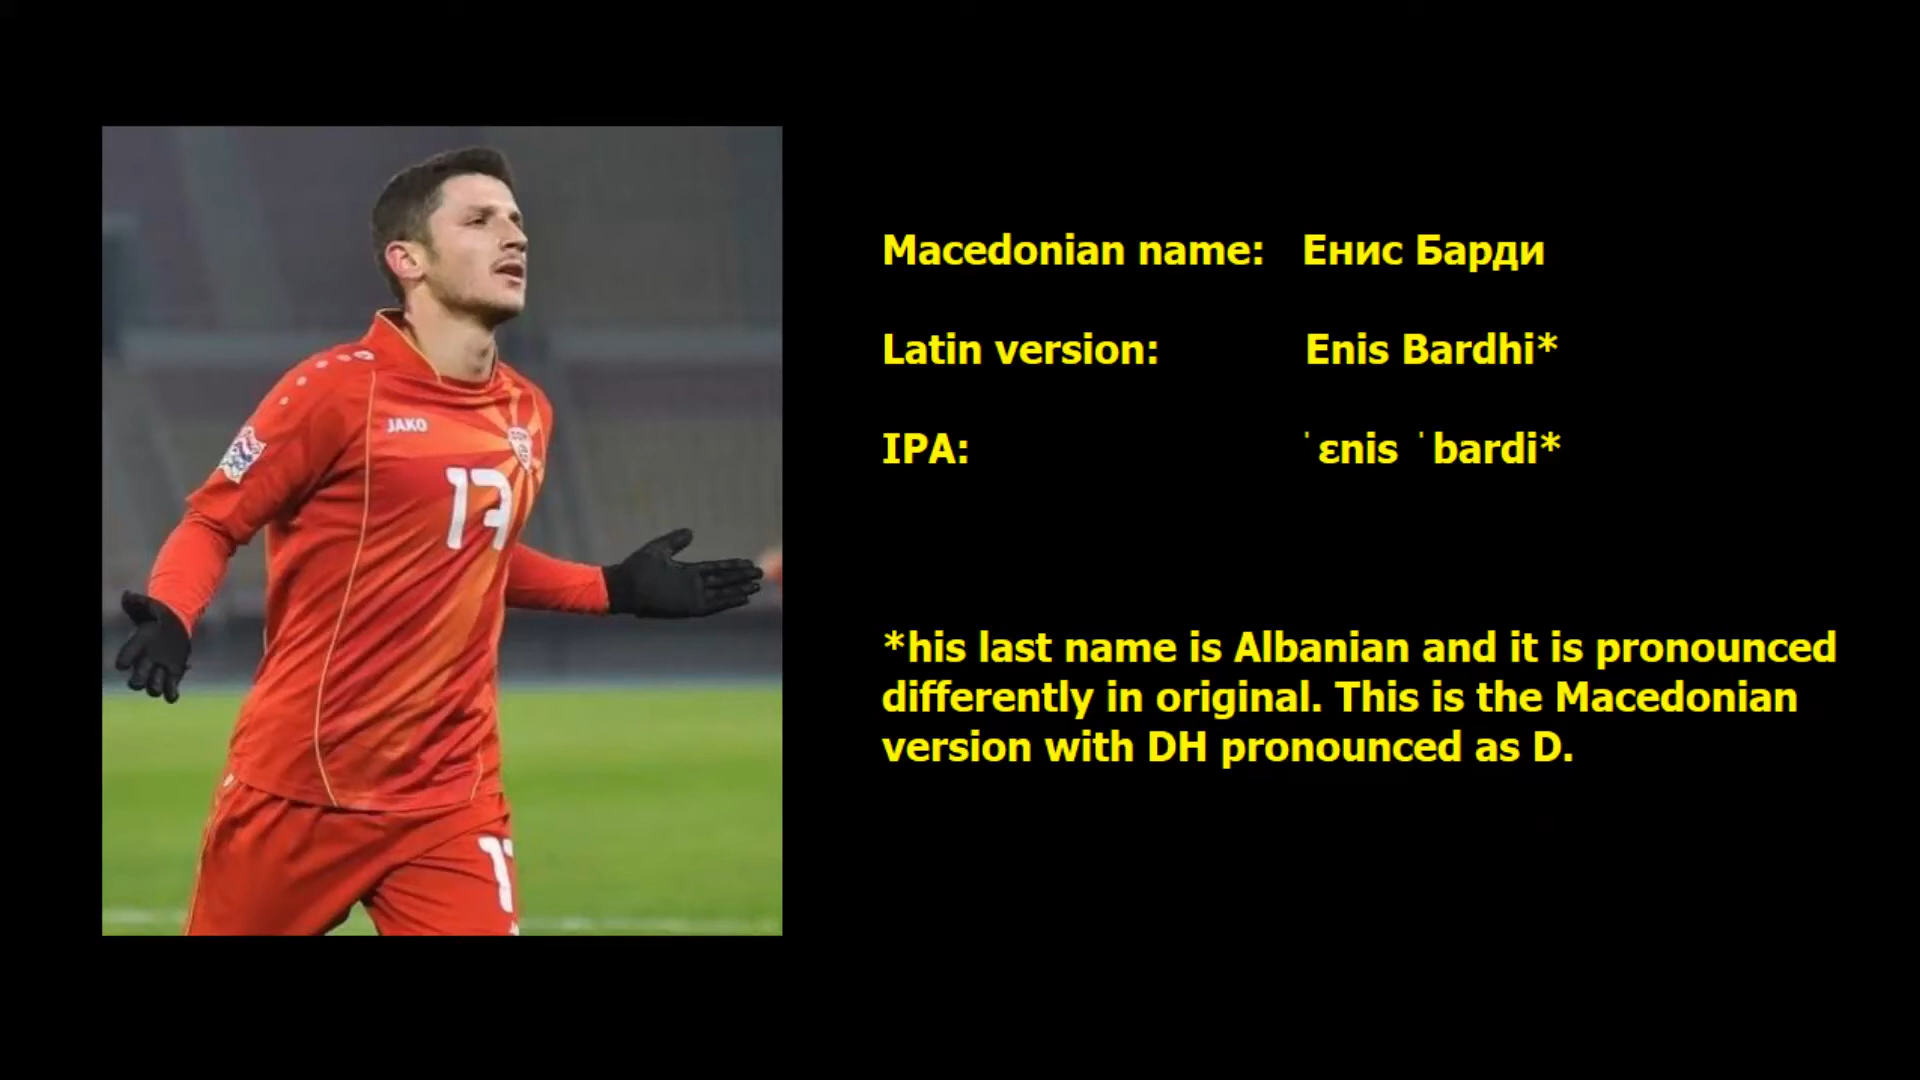 Macedonian name: Енис Барди
Latin version: Enis Bardhi*
IPA: ˈɛnis ˈbardi*
JAKO
17
*his last name is Albanian and it is pronounced
differently in original. This is the Macedonian
version with DH pronounced as D.